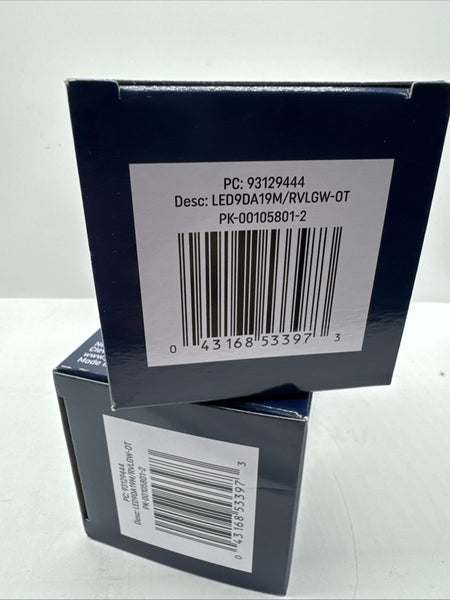 PC: 93129444
Desc: LED9DA19M/RVLGW-OT
PK-00105801-2
0 43168 53397 3
PC: 93129444
Desc: LED9DA19M/RVLGW-OT
PK-00105801-2
0 43168 53397 3
Made